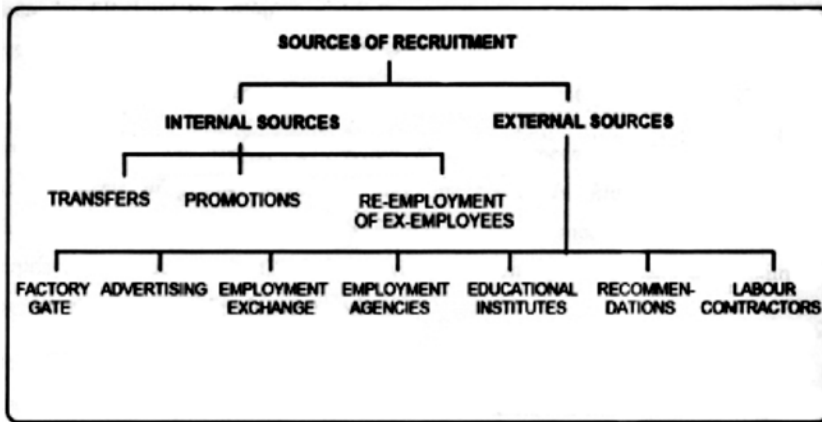 SOURCES OF RECRUITMENT
INTERNAL SOURCES
EXTERNAL SOURCES
TRANSFERS
PROMOTIONS
RE-EMPLOYMENT
OF EX-EMPLOYEES
FACTORY
GATE
ADVERTISING
EMPLOYMENT
EXCHANGE
EMPLOYMENT
AGENCIES
EDUCATIONAL
INSTITUTES
RECOMMEN-
DATIONS
LABOUR
CONTRACTORS